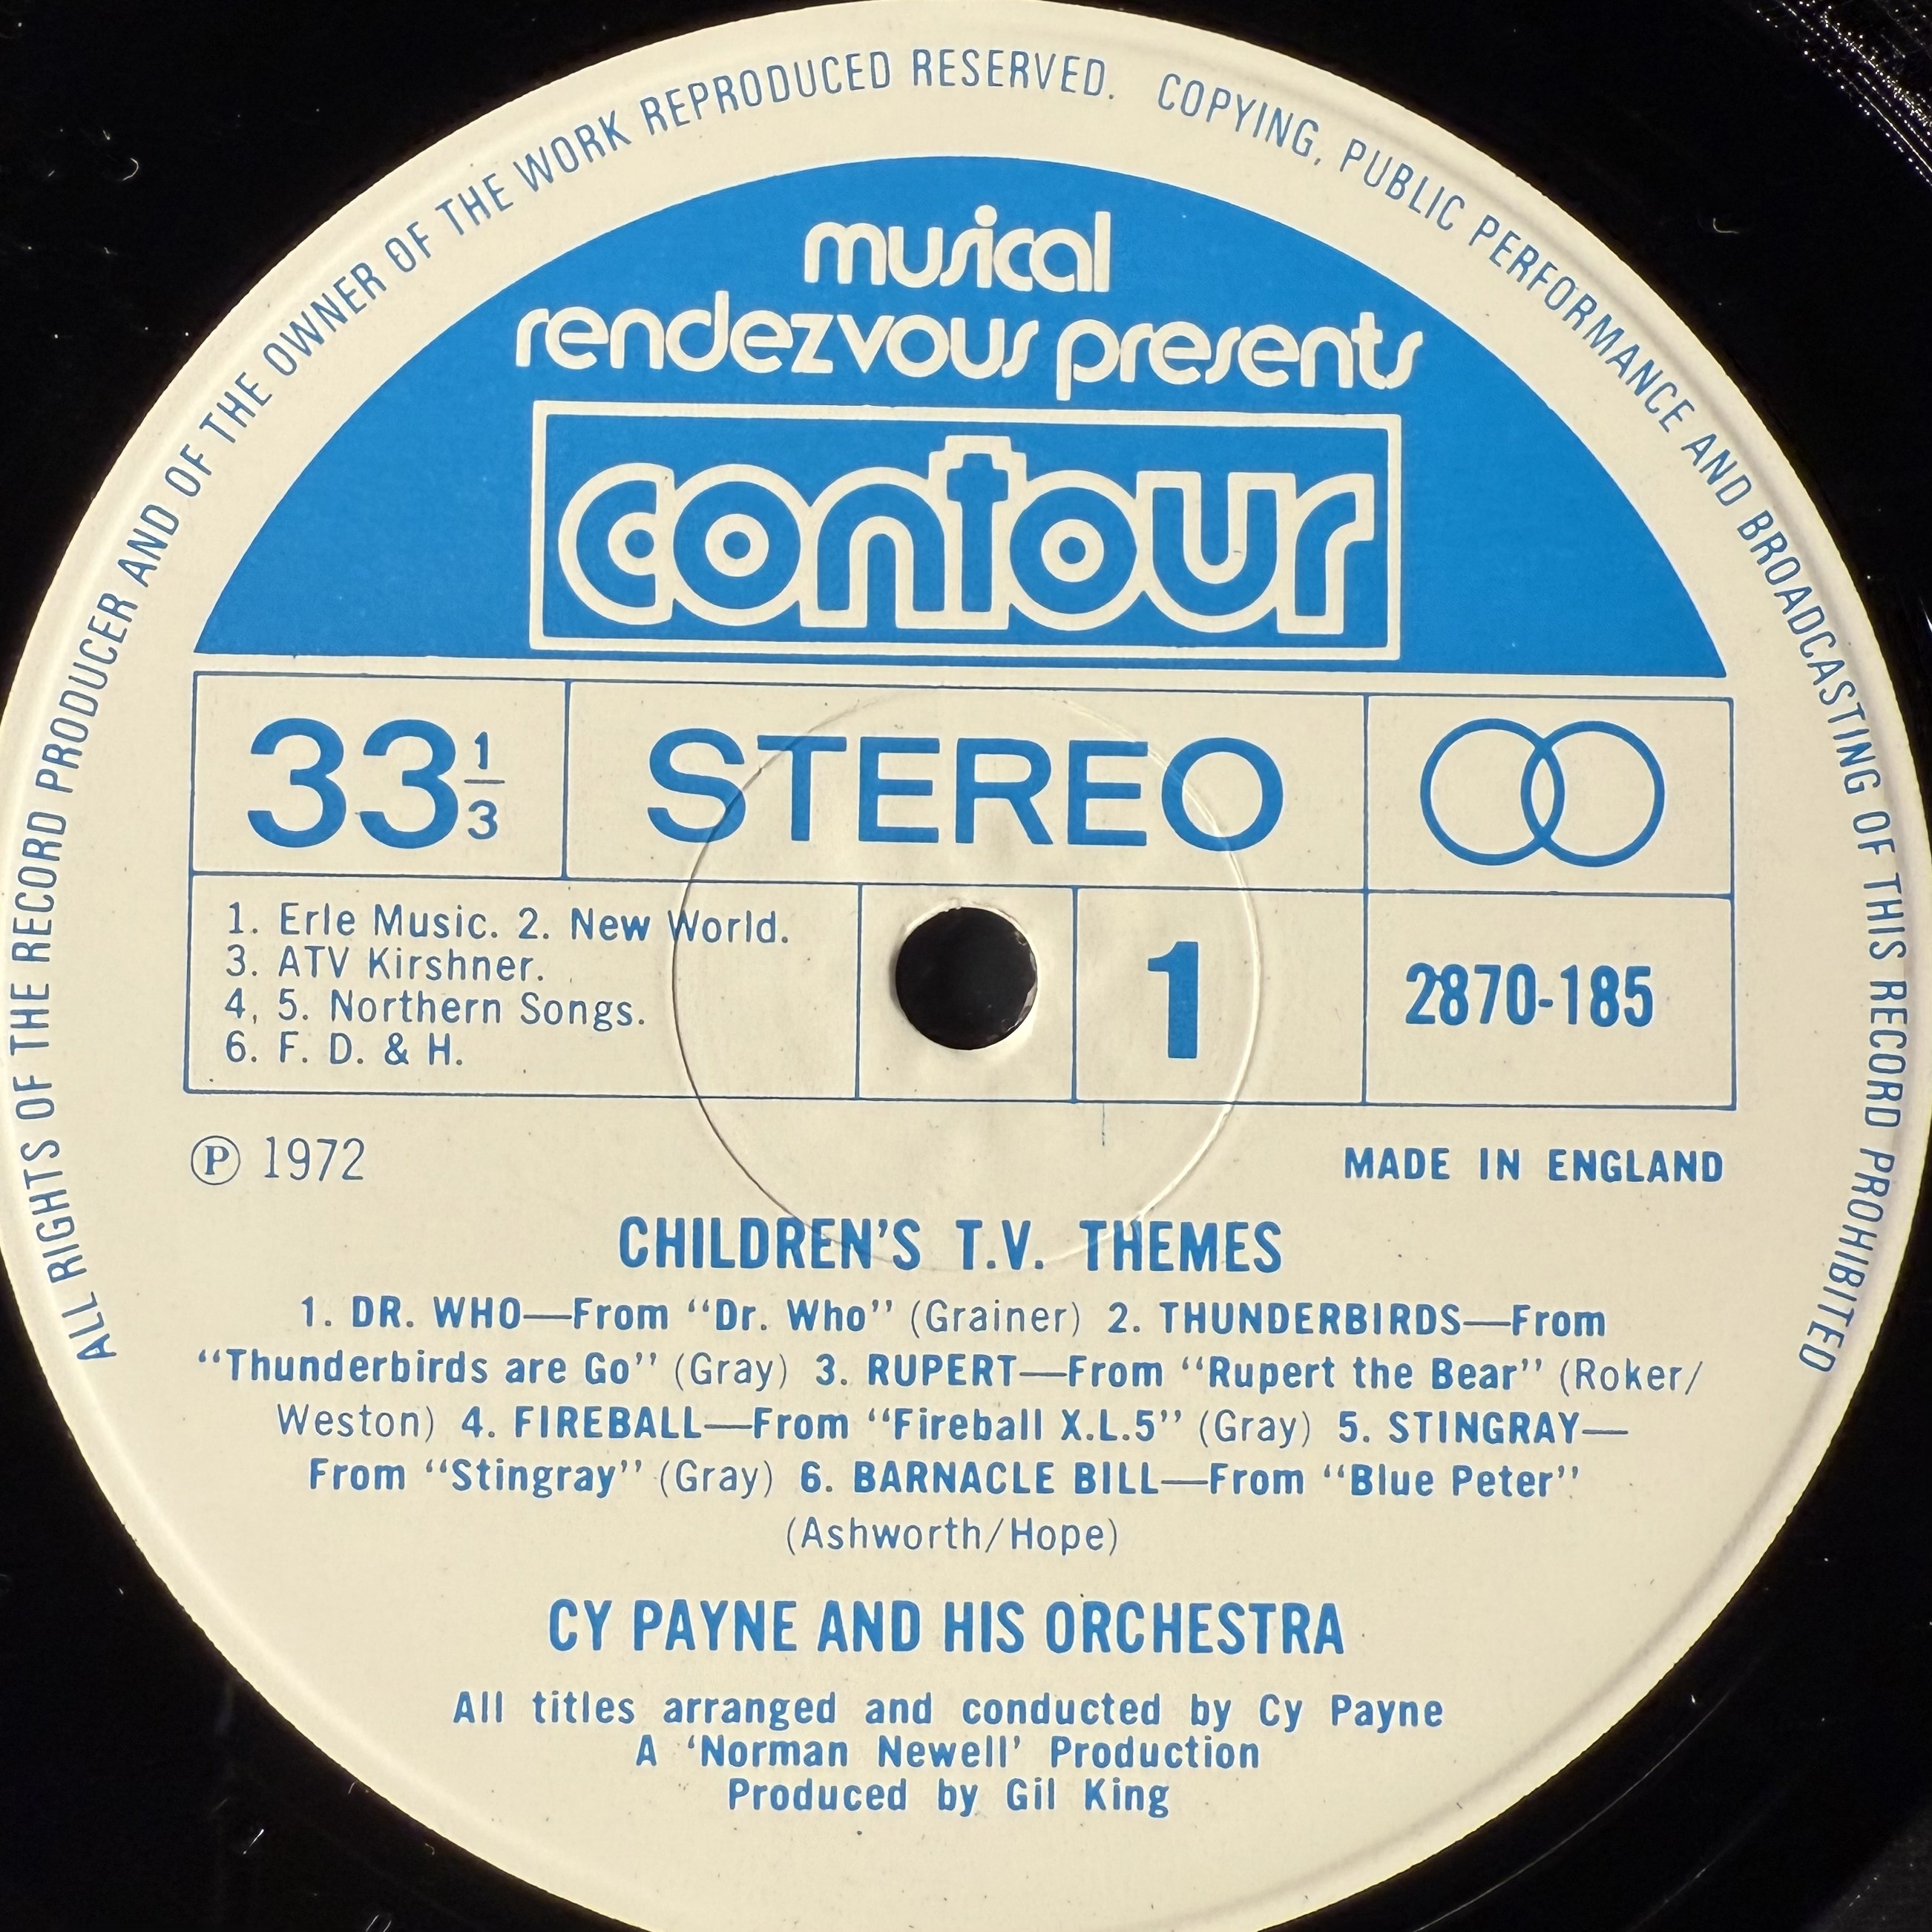 ALL RIGHTS OF THE RECORD PRODUCER AND OF THE OWNER OF THE WORK REPRODUCED RESERVED. COPYING, PUBLIC PERFORMANCE AND BROADCASTING OF THIS RECORD PROHIBITED
musical
rendezvous presents
contour
33 1/3 STEREO
1. Erle Music. 2. New World.
3. ATV Kirshner.
4, 5. Northern Songs.
6. F. D. & H.
1
2870-185
Ⓟ 1972
MADE IN ENGLAND
CHILDREN'S T.V. THEMES
1. DR. WHO—From “Dr. Who” (Grainer) 2. THUNDERBIRDS—From
“Thunderbirds are Go” (Gray) 3. RUPERT—From “Rupert the Bear” (Roker/
Weston) 4. FIREBALL—From “Fireball X.L.5” (Gray) 5. STINGRAY—
From “Stingray” (Gray) 6. BARNACLE BILL—From “Blue Peter”
(Ashworth/Hope)
CY PAYNE AND HIS ORCHESTRA
All titles arranged and conducted by Cy Payne
A ‘Norman Newell’ Production
Produced by Gil King